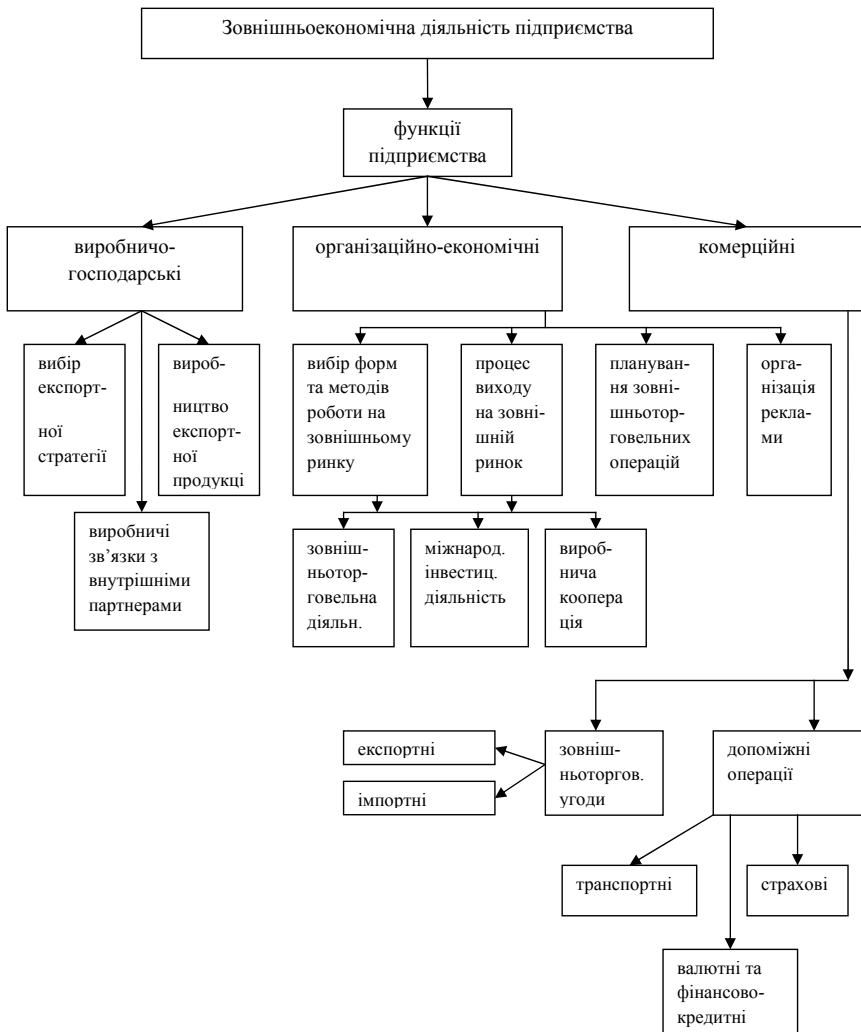 Зовнішньоекономічна діяльність підприємства
функції
підприємства
виробничо-
господарські
організаційно-економічні
комерційні
вибір
експорт-
ної
стратегії
вироб-
ництво
експорт-
ної
продукці
вибір форм
та методів
роботи на
зовнішньому
ринку
процес
виходу
на зовні-
шній
ринок
плануван-
ня зовні-
шньотор-
говельних
операцій
орга-
нізація
рекла-
ми
виробничі
зв’язки з
внутрішніми
партнерами
зовніш-
ньотор-
говельна
діяльн.
міжнарод.
інвестиц.
діяльність
вироб-
нича
коопера
ція
експортні
імпортні
зовніш-
ньоторгов.
угоди
допоміжні
операції
транспортні
страхові
валютні та
фінансово-
кредитні